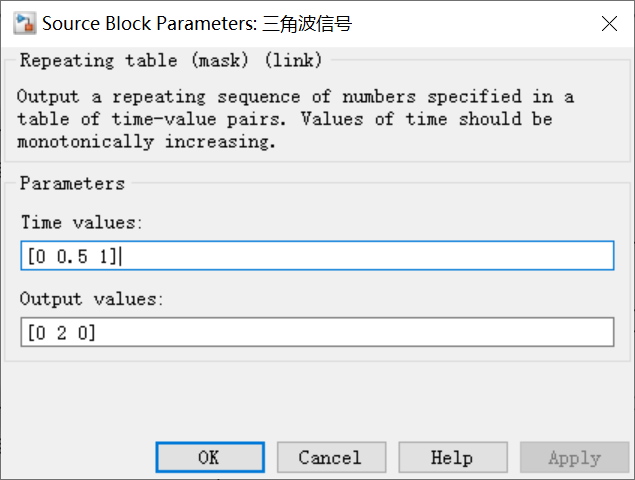 Source Block Parameters: 三角波信号
Repeating table (mask) (link)
Output a repeating sequence of numbers specified in a
table of time-value pairs. Values of time should be
monotonically increasing.
Parameters
Time values:
[0 0.5 1]
Output values:
[0 2 0]
OK Cancel Help Apply